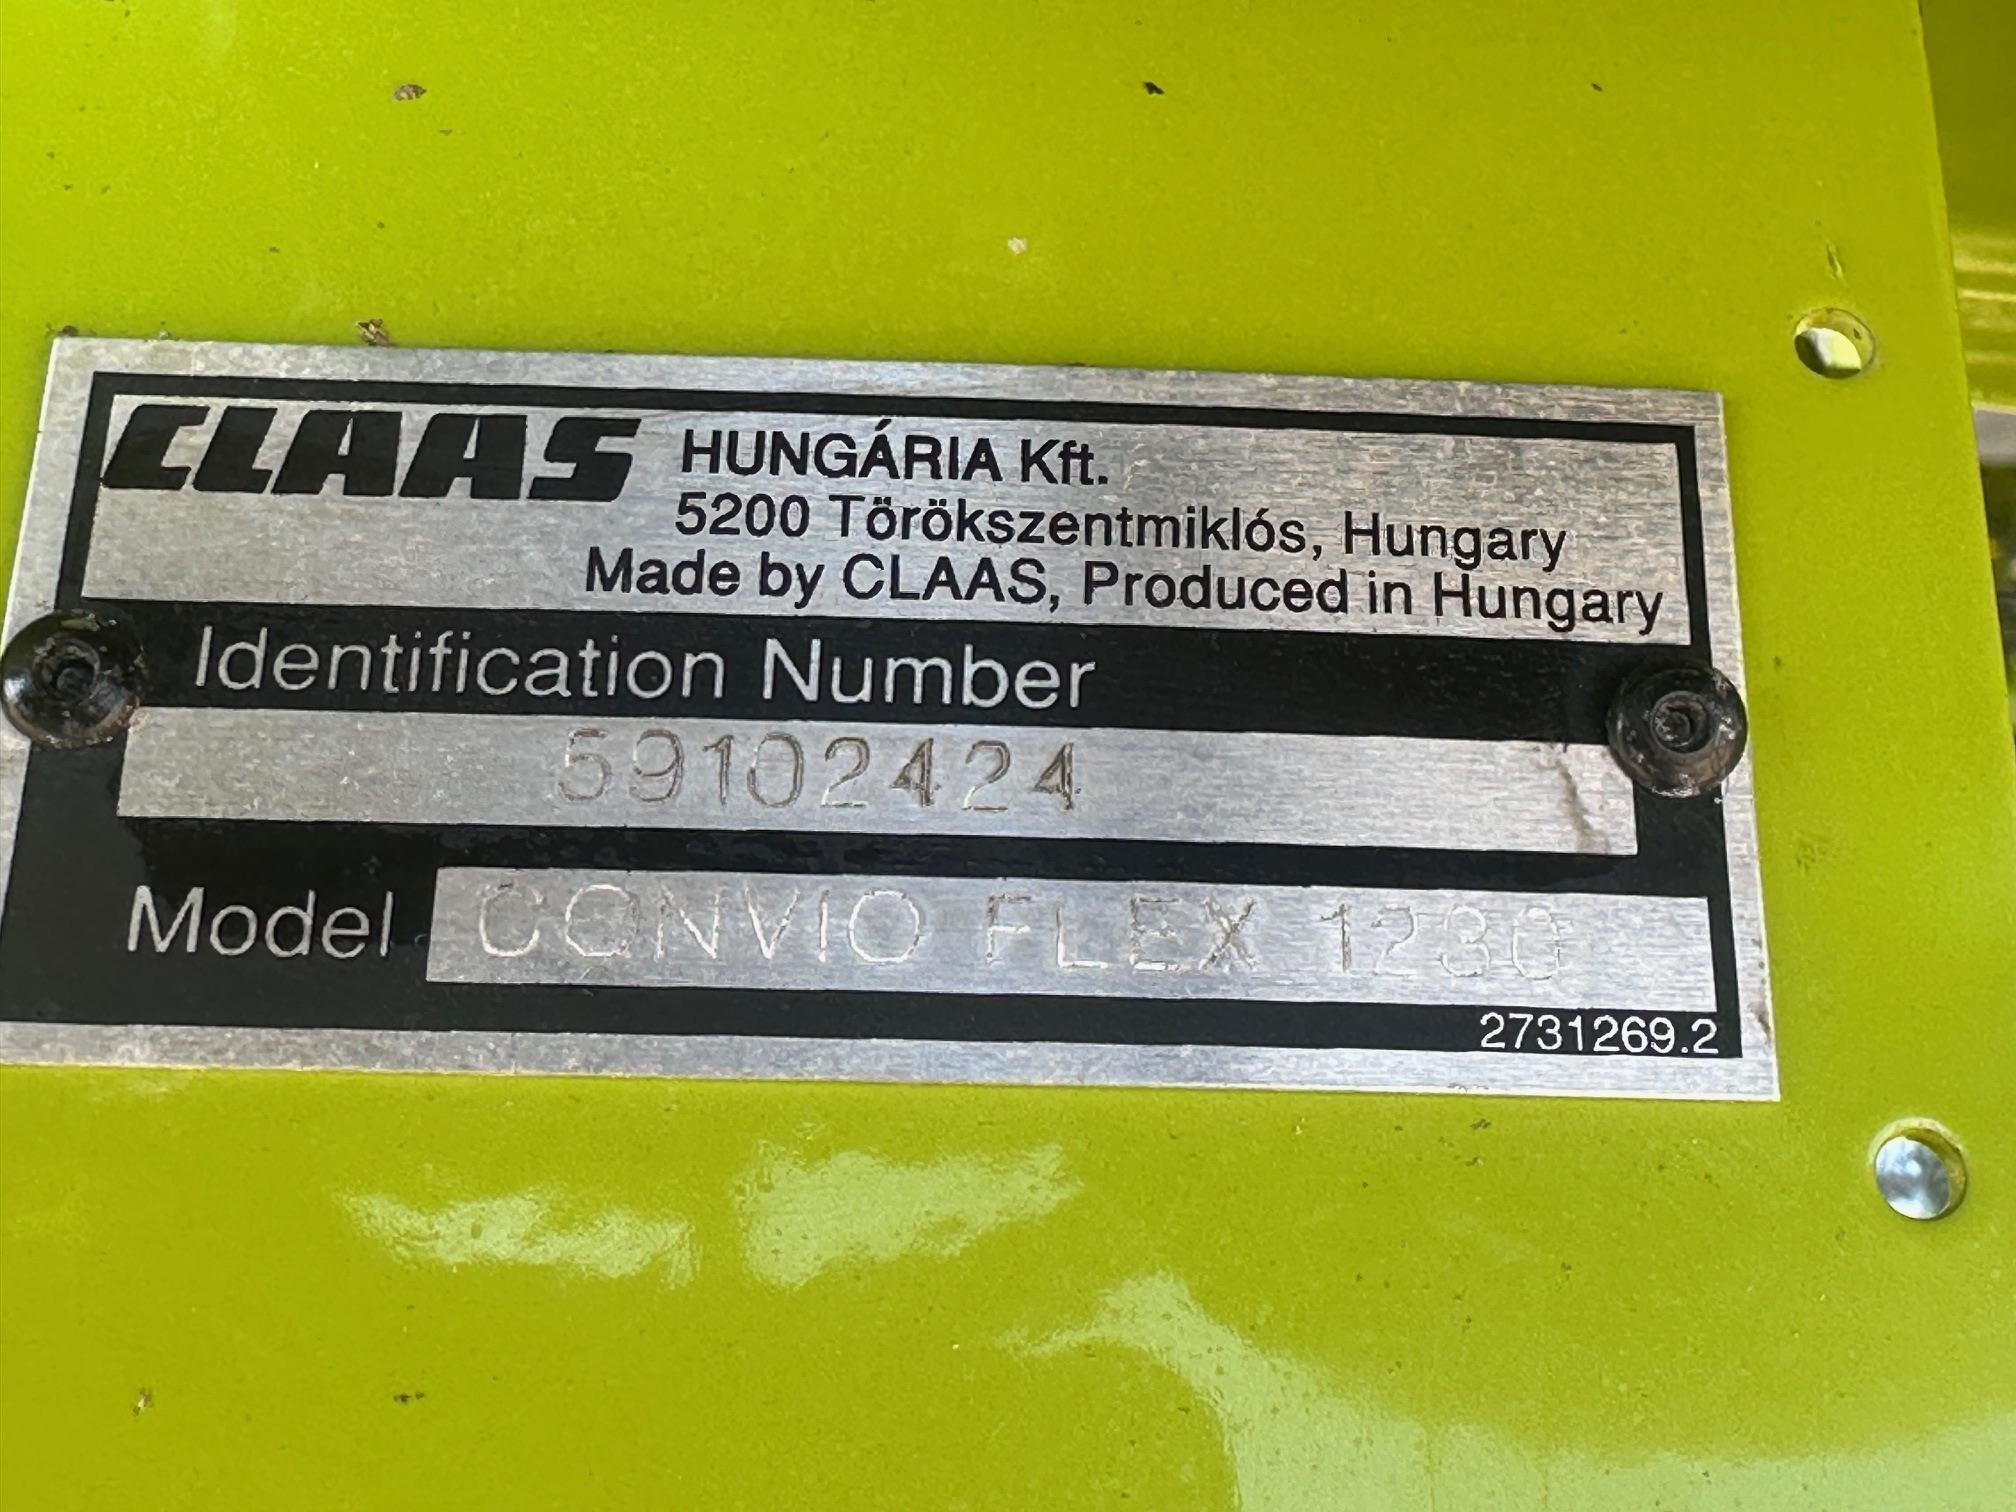 CLAAS HUNGÁRIA Kft.
5200 Törökszentmiklós, Hungary
Made by CLAAS, Produced in Hungary
Identification Number
59102424
Model CONVIO FLEX 1230
2731269.2